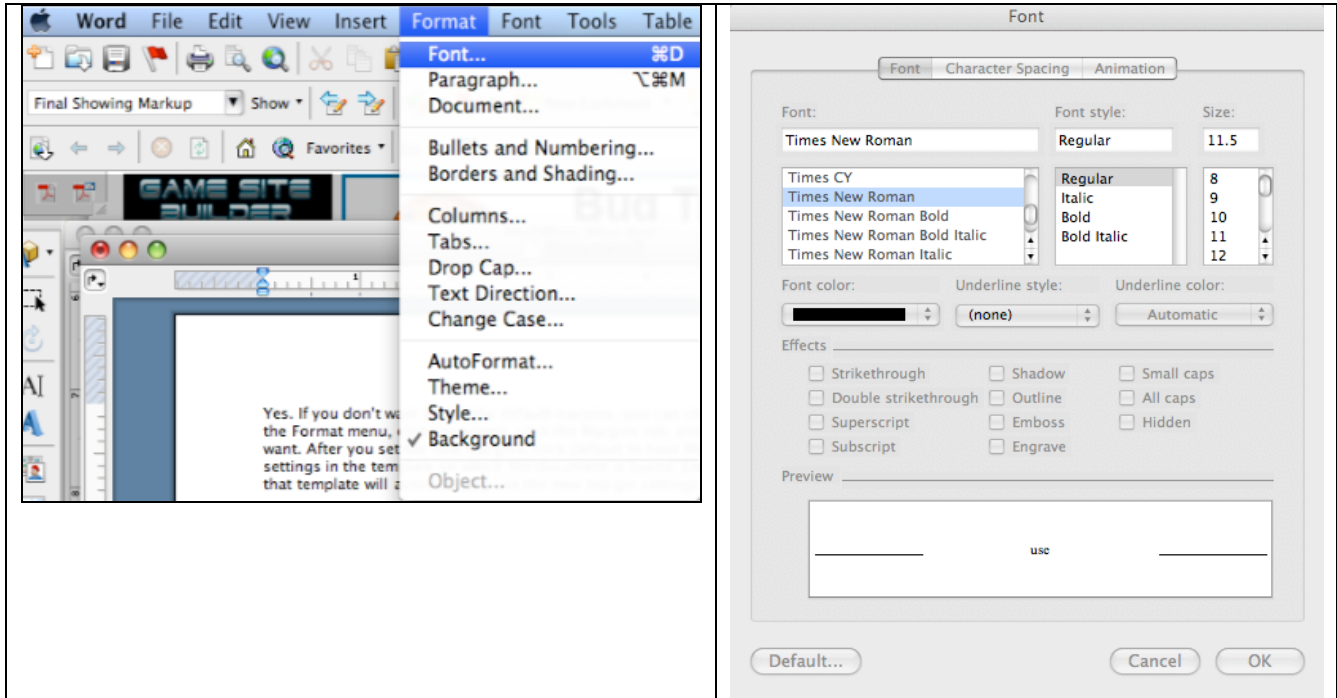 Word File Edit View Insert Format Font Tools Table
Font... ⌘D
Paragraph... ⌥⌘M
Document...
Bullets and Numbering...
Borders and Shading...
Columns...
Tabs...
Drop Cap...
Text Direction...
Change Case...
AutoFormat...
Theme...
Style...
✓ Background
Object...
Final Showing Markup Show
Favorites
GAME SITE
BUILDER
Bud T
1
AI
A
Yes. If you don't wa
the Format menu,
want. After you set
settings in the tem
that template will a
Font
Font Character Spacing Animation
Font: Font style: Size:
Times New Roman Regular 11.5
Times CY Regular 8
Times New Roman Italic 9
Times New Roman Bold Bold 10
Times New Roman Bold Italic Bold Italic 11
Times New Roman Italic 12
Font color: Underline style: Underline color:
(none) Automatic
Effects
Strikethrough Shadow Small caps
Double strikethrough Outline All caps
Superscript Emboss Hidden
Subscript Engrave
Preview
use
Default... Cancel OK